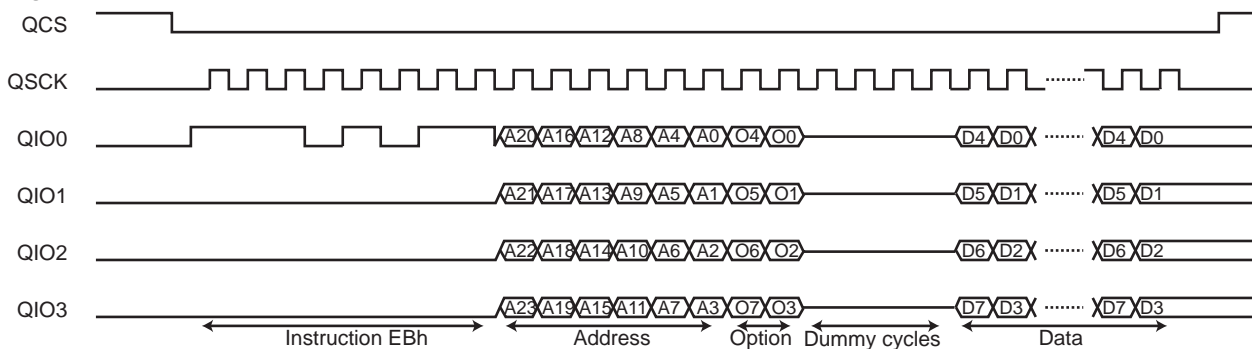 QCS
QSCK
QIO0 A20 A16 A12 A8 A4 A0 O4 O0 D4 D0 D4 D0
QIO1 A21 A17 A13 A9 A5 A1 O5 O1 D5 D1 D5 D1
QIO2 A22 A18 A14 A10 A6 A2 O6 O2 D6 D2 D6 D2
QIO3 A23 A19 A15 A11 A7 A3 O7 O3 D7 D3 D7 D3
Instruction EBh Address Option Dummy cycles Data